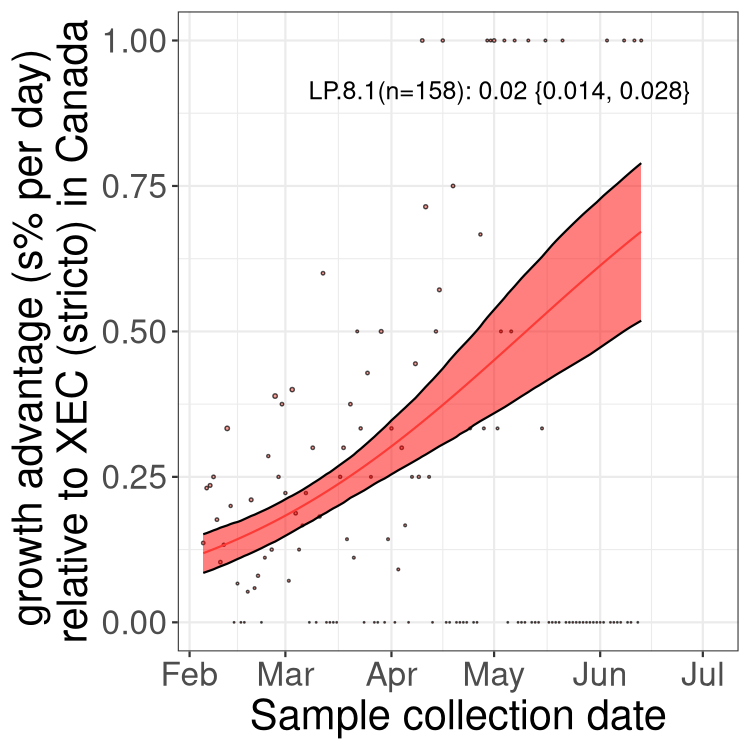 growth advantage (s% per day)
relative to XEC (stricto) in Canada
1.00
0.75
0.50
0.25
0.00
LP.8.1(n=158): 0.02 {0.014, 0.028}
Feb Mar Apr May Jun Jul
Sample collection date